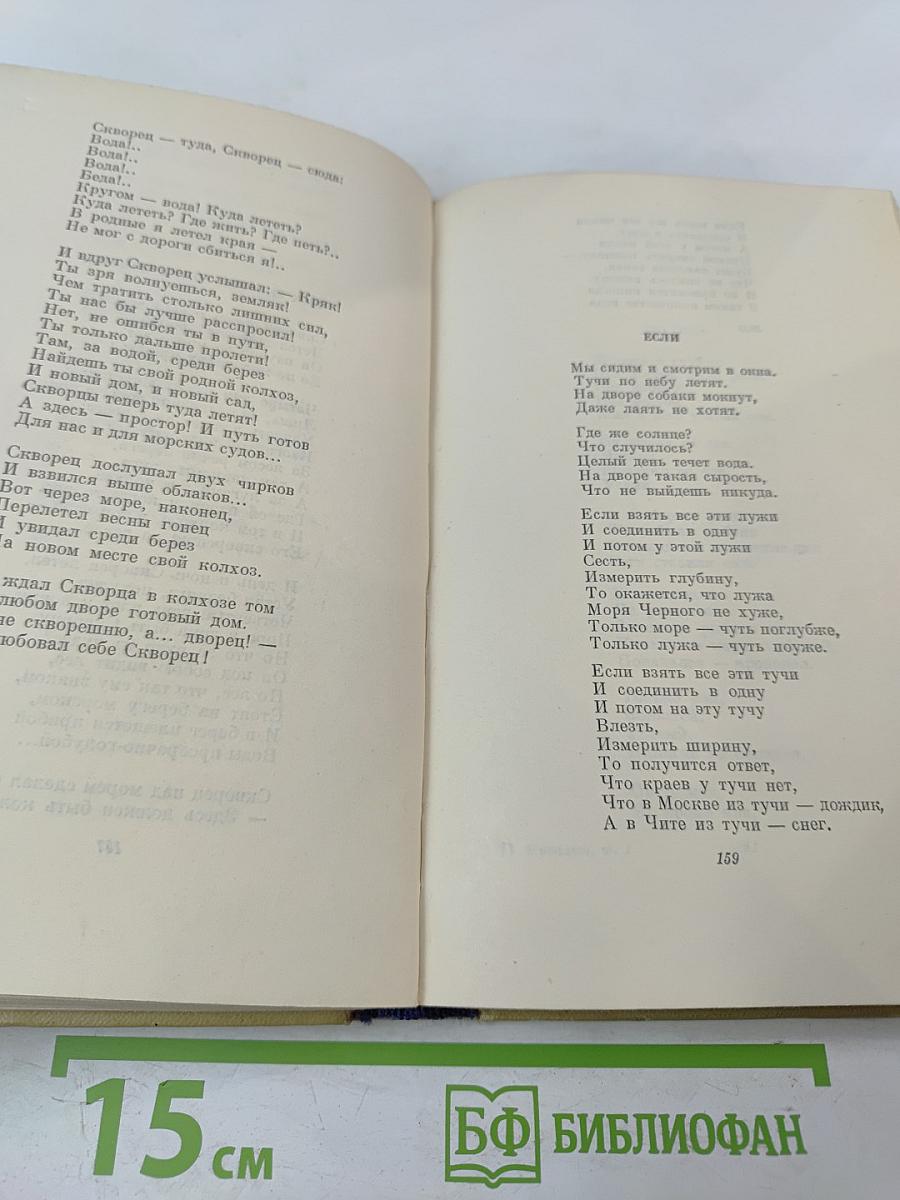 Скворец — туда, Скворец — сюда:
Вода!..
Вода!..
Вода!..
Беда!..
Кругом — вода! Куда лететь?
Куда лететь? Где жить? Где петь?..
В родные я летел края —
Не мог с дороги сбиться я!..
И вдруг Скворец услышал: — Кряк!
Ты зря волнуешься, земляк!
Чем тратить столько лишних сил,
Ты нас бы лучше расспросил!
Нет, не ошибся ты в пути,
Ты только дальше пролети!
Там, за водой, среди берез
Найдешь ты свой родной колхоз,
И новый дом, и новый сад,
Скворцы теперь туда летят!
А здесь — простор! И путь готов
Для нас и для морских судов...
Скворец дослушал двух чирков
И взвился выше облаков...
Вот через море, наконец,
Перелетел весны гонец
И увидал среди берез
На новом месте свой колхоз.
ждал Скворца в колхозе том
любом дворе готовый дом.
не скворешню, а... дворец! —
любовал себе Скворец!
ЕСЛИ
Мы сидим и смотрим в окна.
Тучи по небу летят.
На дворе собаки мокнут,
Даже лаять не хотят.
Где же солнце?
Что случилось?
Целый день течет вода.
На дворе такая сырость,
Что не выйдешь никуда.
Если взять все эти лужи
И соединить в одну
И потом у этой лужи
Сесть,
Измерить глубину,
То окажется, что лужа
Моря Черного не хуже,
Только море — чуть поглубже,
Только лужа — чуть поуже.
Если взять все эти тучи
И соединить в одну
И потом на эту тучу
Влезть,
Измерить ширину,
То получится ответ,
Что краев у тучи нет,
Что в Москве из тучи — дождик,
А в Чите из тучи — снег.
159
15 см
БФ БИБЛИОФАН